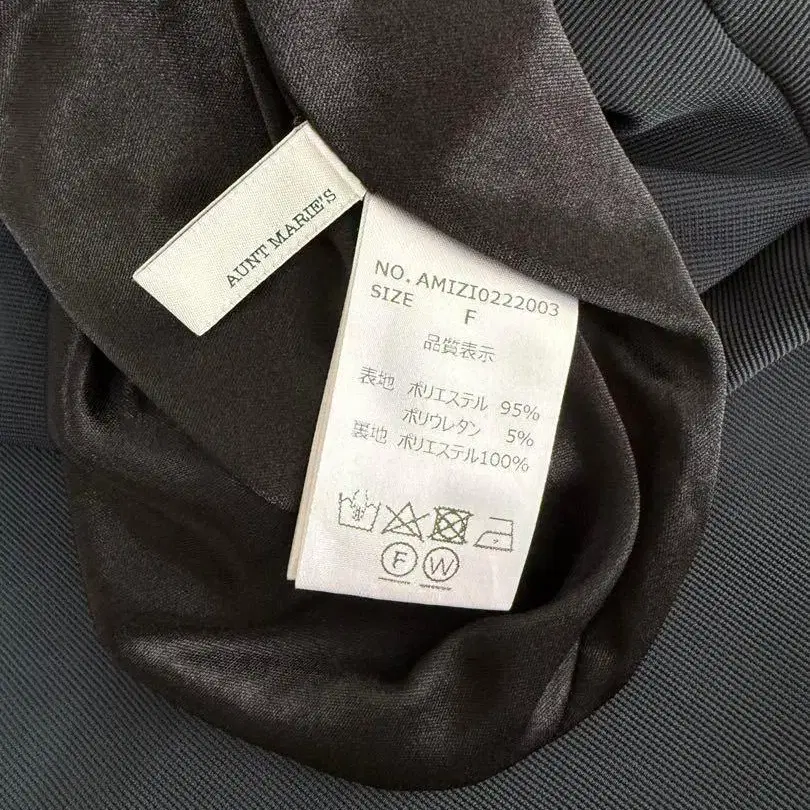 AUNT MARIE'S
NO. AMIZI0222003
SIZE F
品質表示
表地 ポリエステル 95%
ポリウレタン 5%
裏地 ポリエステル100%
F W